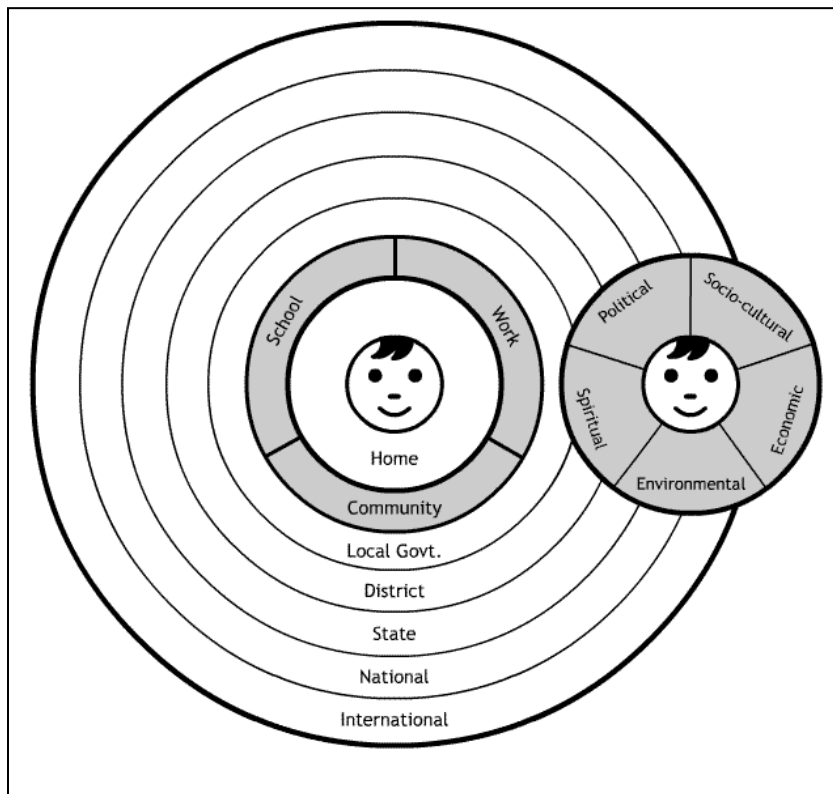 School
Work
Home
Community
Local Govt.
District
State
National
International
Political
Socio-cultural
Spiritual
Economic
Environmental